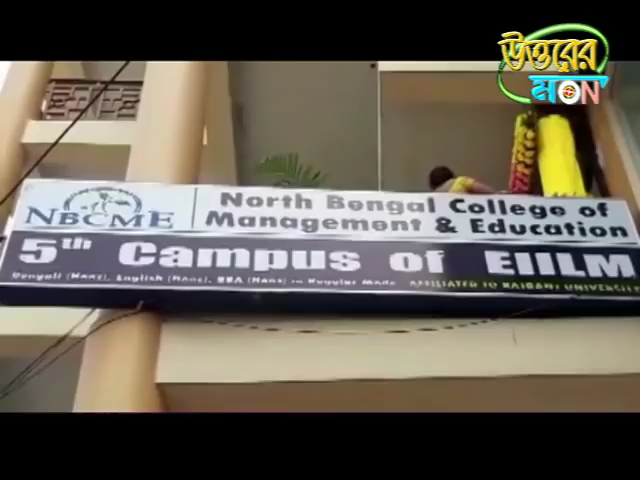 উত্তরের
মON
NBCME
North Bengal College of
Management & Education
5th Campus of EIILM
Bengali (Hons), English (Hons), BBA (Hons) in Regular Mode AFFILIATED TO RAIGANJ UNIVERSITY